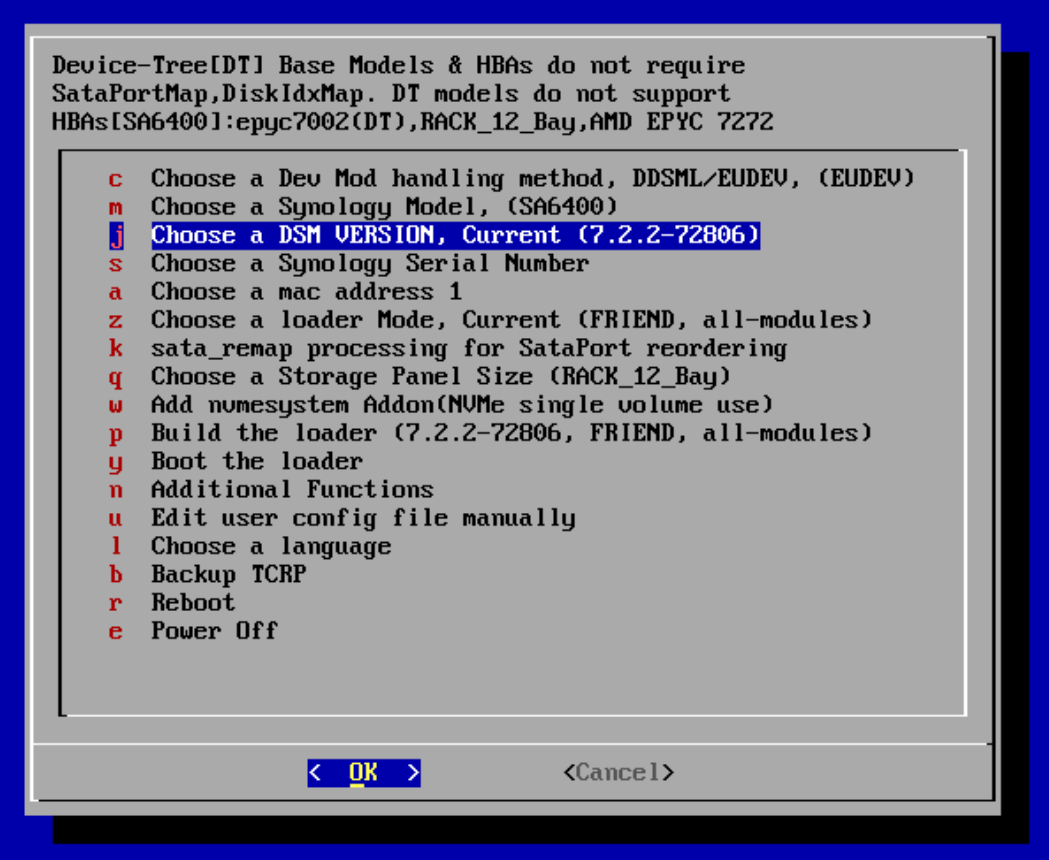 Device-Tree[DT] Base Models & HBAs do not require
SataPortMap,DiskIdxMap. DT models do not support
HBAs[SA6400]:epyc7002(DT),RACK_12_Bay,AMD EPYC 7272
c Choose a Dev Mod handling method, DDSML/EUDEV, (EUDEV)
m Choose a Synology Model, (SA6400)
j Choose a DSM VERSION, Current (7.2.2-72806)
s Choose a Synology Serial Number
a Choose a mac address 1
z Choose a loader Mode, Current (FRIEND, all-modules)
k sata_remap processing for SataPort reordering
q Choose a Storage Panel Size (RACK_12_Bay)
w Add nvmesystem Addon(NVMe single volume use)
p Build the loader (7.2.2-72806, FRIEND, all-modules)
y Boot the loader
n Additional Functions
u Edit user config file manually
l Choose a language
b Backup TCRP
r Reboot
e Power Off
< OK > <Cancel>